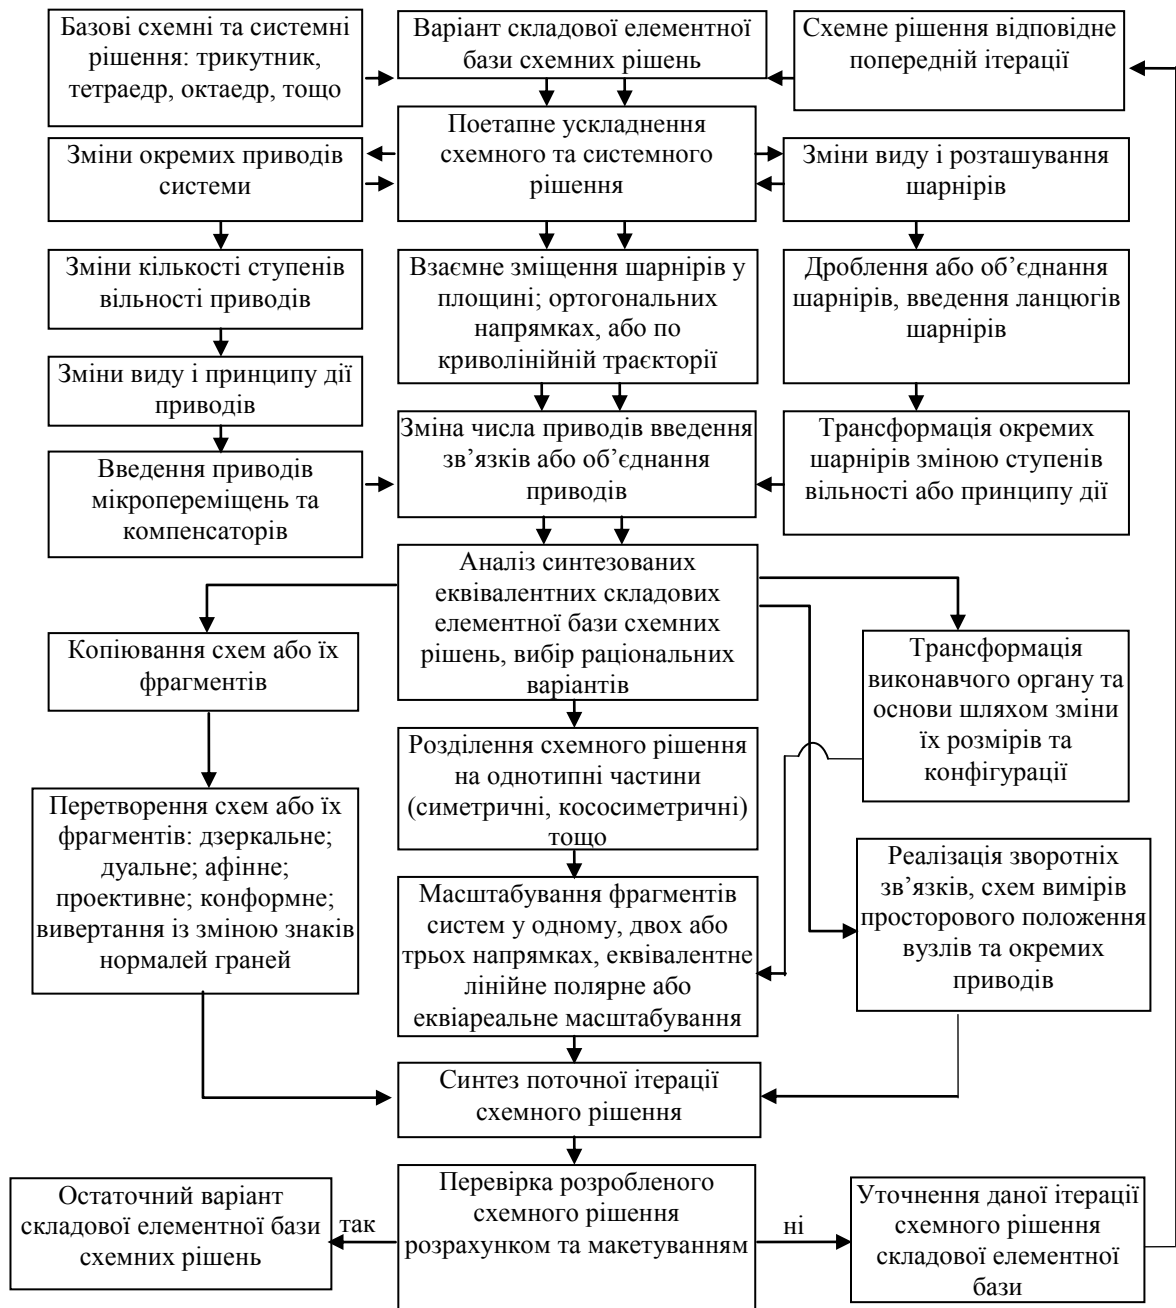 Базові схемні та системні
рішення: трикутник,
тетраедр, октаедр, тощо
Варіант складової елементної
бази схемних рішень
Схемне рішення відповідне
попередній ітерації
Поетапне ускладнення
схемного та системного
рішення
Зміни окремих приводів
системи
Зміни виду і розташування
шарнірів
Зміни кількості ступенів
вільності приводів
Взаємне зміщення шарнірів у
площині; ортогональних
напрямках, або по
криволінійній траєкторії
Дроблення або об’єднання
шарнірів, введення ланцюгів
шарнірів
Зміни виду і принципу дії
приводів
Зміна числа приводів введення
зв’язків або об’єднання
приводів
Трансформація окремих
шарнірів зміною ступенів
вільності або принципу дії
Введення приводів
мікропереміщень та
компенсаторів
Аналіз синтезованих
еквівалентних складових
елементної бази схемних
рішень, вибір раціональних
варіантів
Копіювання схем або їх
фрагментів
Трансформація
виконавчого органу та
основи шляхом зміни
їх розмірів та
конфігурації
Розділення схемного рішення
на однотипні частини
(симетричні, кососиметричні)
тощо
Перетворення схем або їх
фрагментів: дзеркальне;
дуальне; афінне;
проективне; конформне;
вивертання із зміною знаків
нормалей граней
Реалізація зворотніх
зв’язків, схем вимірів
просторового положення
вузлів та окремих
приводів
Масштабування фрагментів
систем у одному, двох або
трьох напрямках, еквівалентне
лінійне полярне або
еквіареальне масштабування
Синтез поточної ітерації
схемного рішення
Перевірка розробленого
схемного рішення
розрахунком та макетуванням
так
ні
Остаточний варіант
складової елементної бази
схемних рішень
Уточнення даної ітерації
схемного рішення
складової елементної
бази